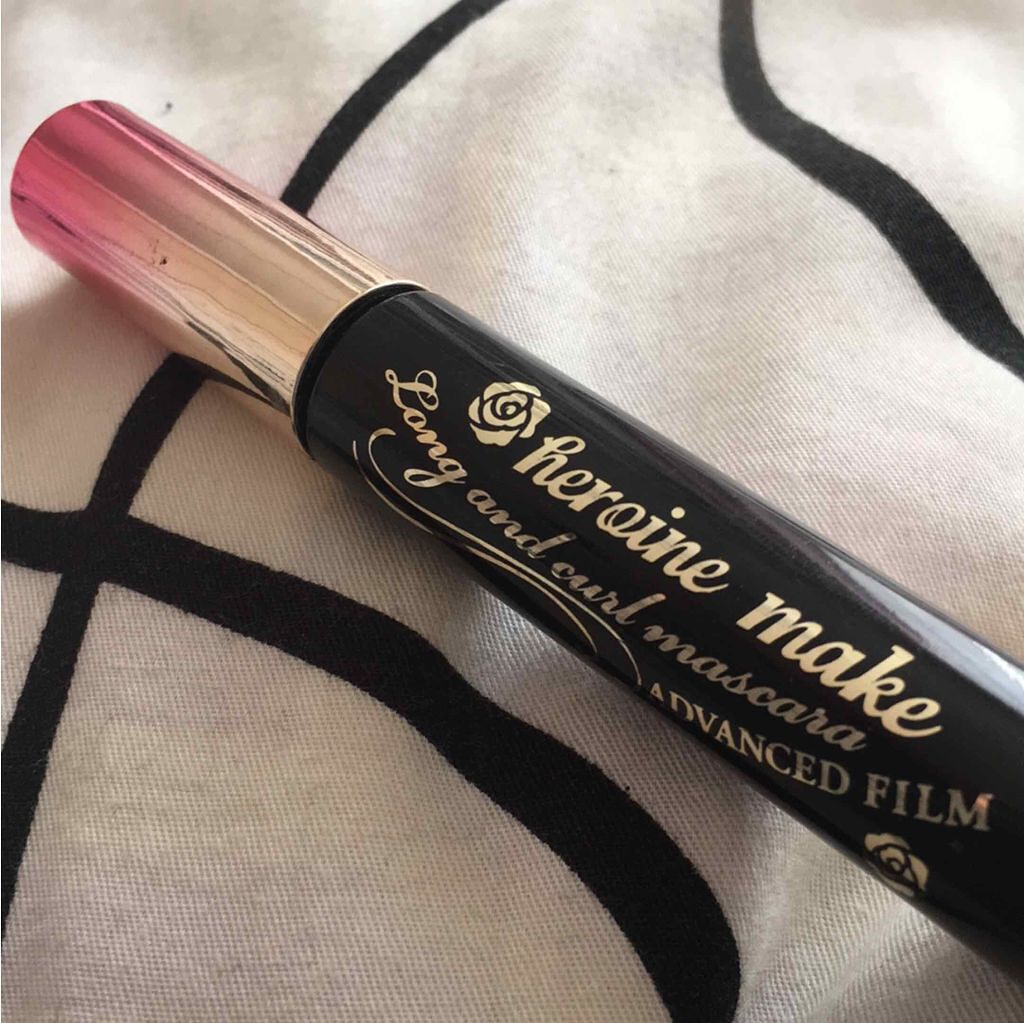 heroine make
Long and curl mascara
ADVANCED FILM